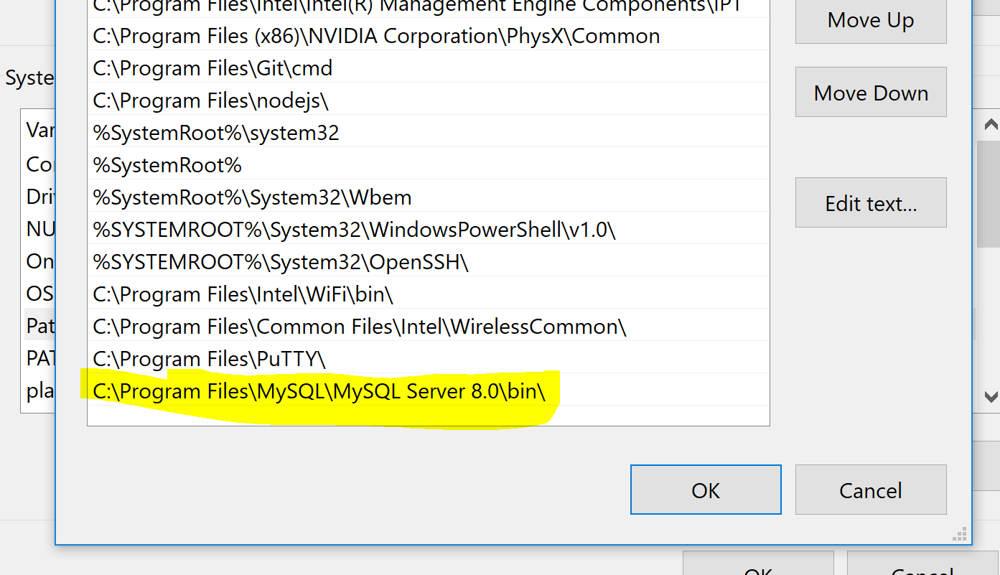 C:\Program Files\Intel\Intel(R) Management Engine Components\IPT
Move Up
C:\Program Files (x86)\NVIDIA Corporation\PhysX\Common
C:\Program Files\Git\cmd
Syste
Move Down
C:\Program Files\nodejs\
Var
%SystemRoot%\system32
Co
%SystemRoot%
Dri
%SystemRoot%\System32\Wbem
Edit text...
NU
%SYSTEMROOT%\System32\WindowsPowerShell\v1.0\
On
%SYSTEMROOT%\System32\OpenSSH\
OS
C:\Program Files\Intel\WiFi\bin\
Pat
C:\Program Files\Common Files\Intel\WirelessCommon\
PAT
C:\Program Files\PuTTY\
pla
C:\Program Files\MySQL\MySQL Server 8.0\bin\
OK
Cancel
OK
Cancel